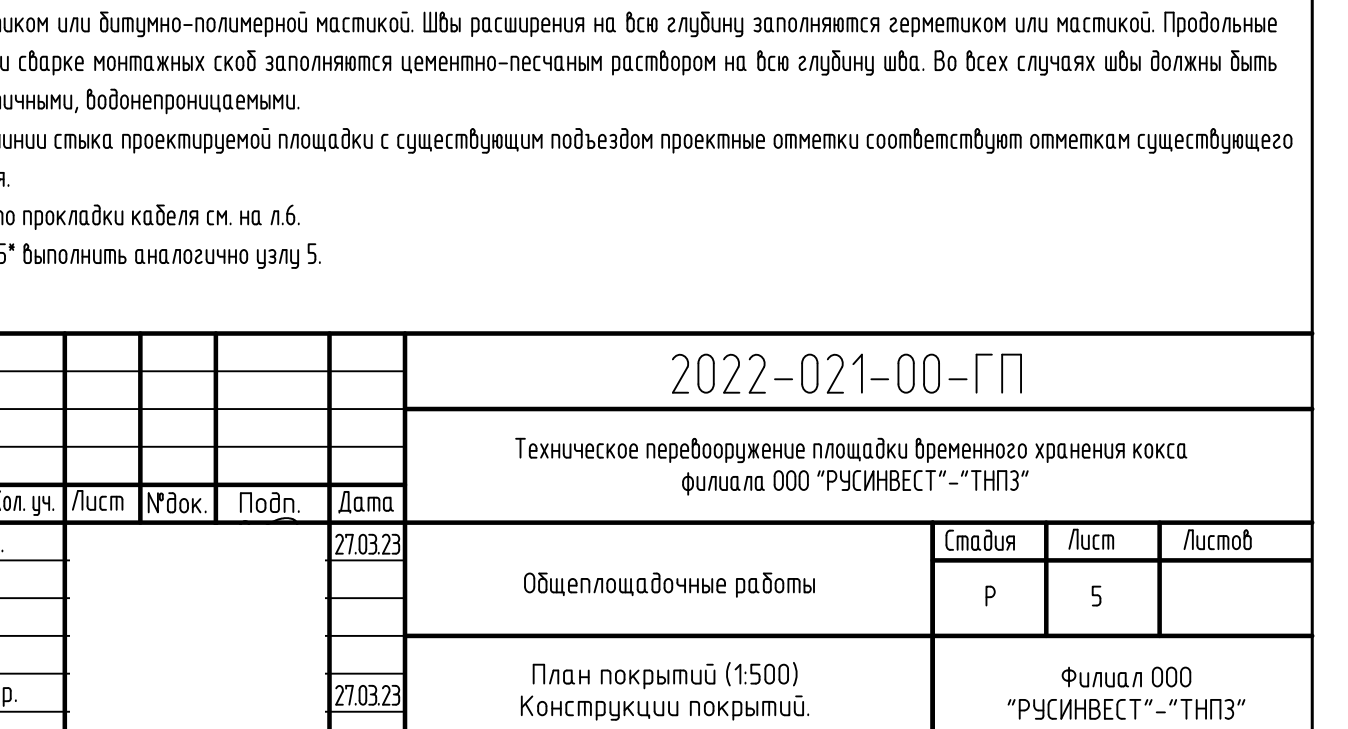 или битумно-полимерной мастикой. Швы расширения на всю глубину заполняются герметиком или мастикой. Продольные
и сварке монтажных скоб заполняются цементно-песчаным раствором на всю глубину шва. Во всех случаях швы должны быть
водонепроницаемыми.
стыка проектируемой площадки с существующим подъездом проектные отметки соответствуют отметкам существующего
прокладки кабеля см. на л.6.
5* выполнить аналогично узлу 5.
2022-021-00-ГП
Техническое перевооружение площадки временного хранения кокса
филиала ООО "РУСИНВЕСТ"-"ТНПЗ"
уч. Лист №док. Подп. Дата
27.03.23
Стадия Лист Листов
Общеплощадочные работы
Р 5
27.03.23
План покрытий (1:500)
Конструкции покрытий.
Филиал ООО
"РУСИНВЕСТ"-"ТНПЗ"